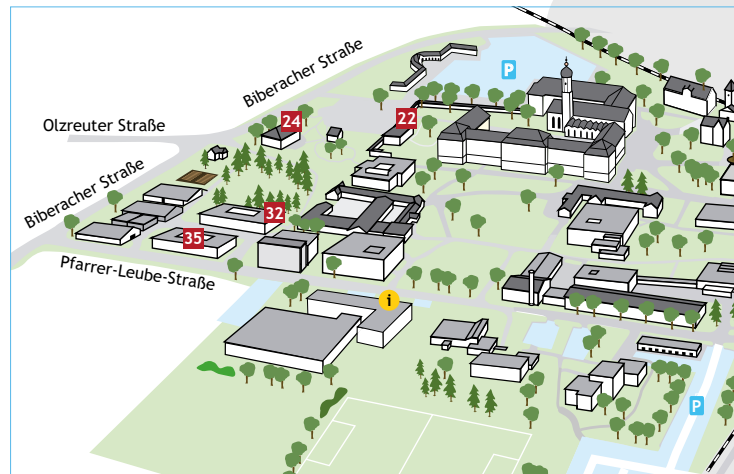 P
Biberacher Straße
22
24
Olzreuter Straße
Biberacher Straße
32
35
Pfarrer-Leube-Straße
i
P